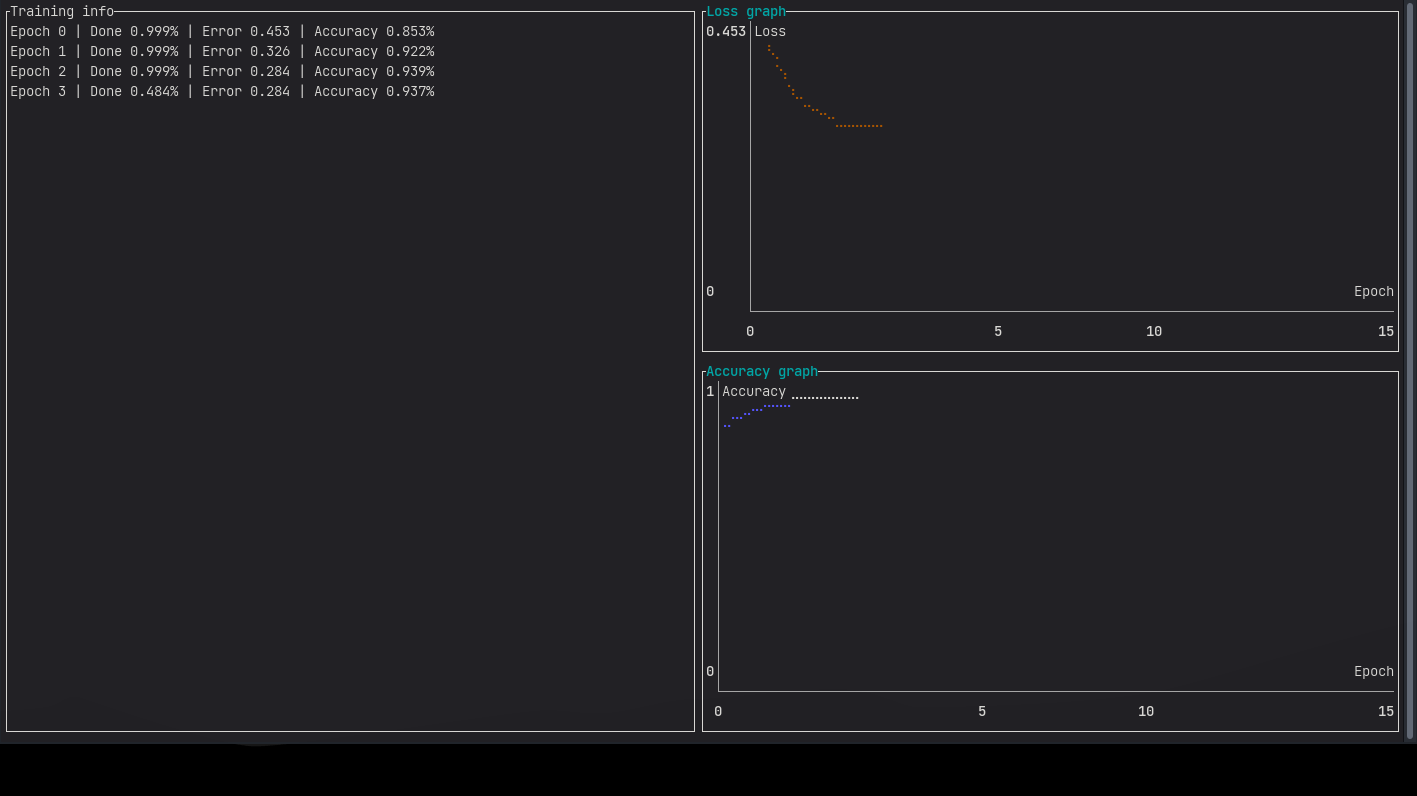 Training info
Epoch 0 | Done 0.999% | Error 0.453 | Accuracy 0.853%
Epoch 1 | Done 0.999% | Error 0.326 | Accuracy 0.922%
Epoch 2 | Done 0.999% | Error 0.284 | Accuracy 0.939%
Epoch 3 | Done 0.484% | Error 0.284 | Accuracy 0.937%
Loss graph
0.453 Loss
0 Epoch
0 5 10 15
Accuracy graph
1 Accuracy
0 Epoch
0 5 10 15